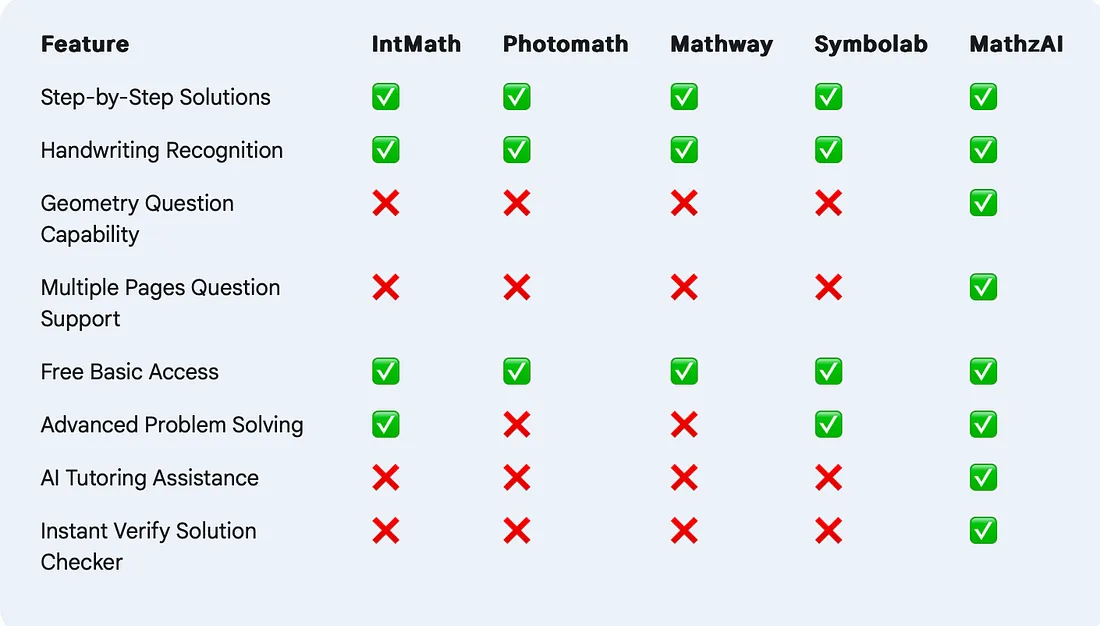 Feature IntMath Photomath Mathway Symbolab MathzAI
Step-by-Step Solutions ✅ ✅ ✅ ✅ ✅
Handwriting Recognition ✅ ✅ ✅ ✅ ✅
Geometry Question ❌ ❌ ❌ ❌ ✅
Capability
Multiple Pages Question ❌ ❌ ❌ ❌ ✅
Support
Free Basic Access ✅ ✅ ✅ ✅ ✅
Advanced Problem Solving ✅ ❌ ❌ ✅ ✅
AI Tutoring Assistance ❌ ❌ ❌ ❌ ✅
Instant Verify Solution ❌ ❌ ❌ ❌ ✅
Checker